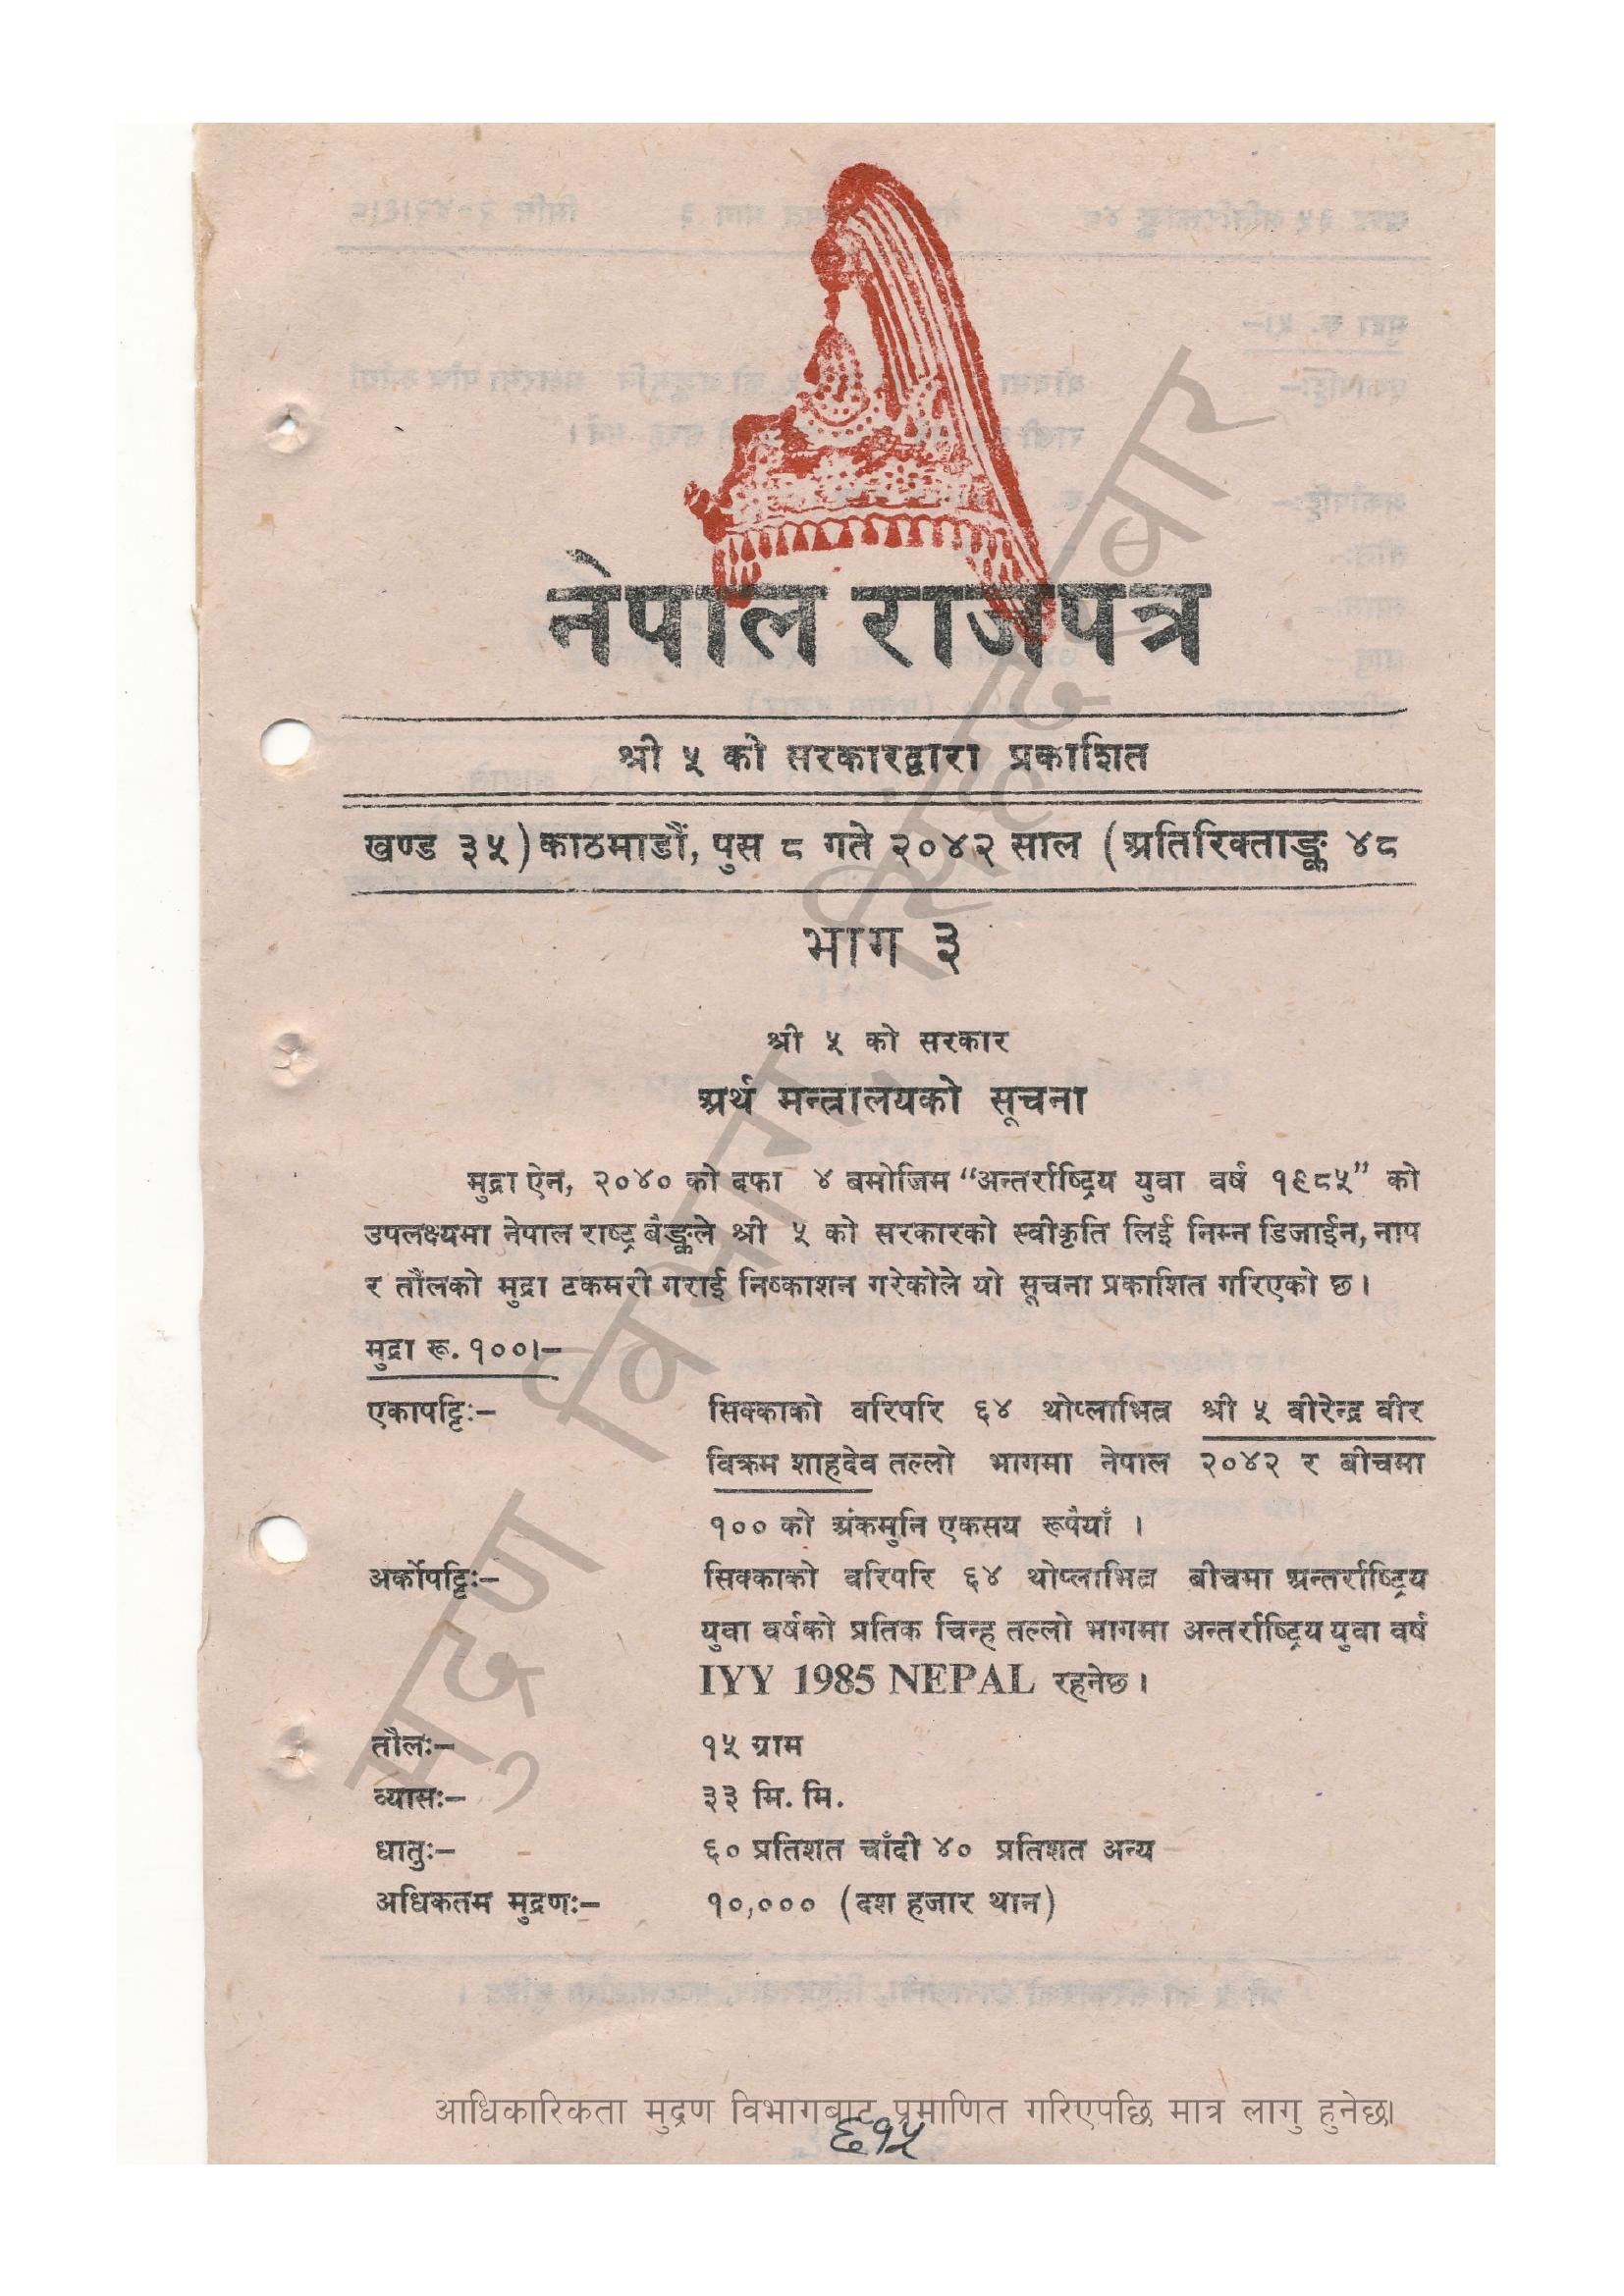 नेपाल राजपत्र
श्री ५ को सरकारद्वारा प्रकाशित
खण्ड ३५) काठमाडौं, पुस ८ गते २०४२ साल (अतिरिक्ताङ्क ४८
भाग ३
श्री ५ को सरकार
अर्थ मन्त्रालयको सूचना
मुद्रा ऐन, २०४० को दफा ४ बमोजिम “अन्तर्राष्ट्रिय युवा वर्ष १९८५” को
उपलक्ष्यमा नेपाल राष्ट्र बैङ्कले श्री ५ को सरकारको स्वीकृति लिई निम्न डिजाईन, नाप
र तौलको मुद्रा टकमरी गराई निष्काशन गरेकोले यो सूचना प्रकाशित गरिएको छ।
मुद्रा रू. १००।–
एकापट्टिः– सिक्काको वरिपरि ६४ थोप्लाभित्र श्री ५ वीरेन्द्र वीर
विक्रम शाहदेव तल्लो भागमा नेपाल २०४२ र बीचमा
१०० को अंकमुनि एकसय रूपैयाँ ।
अर्कोपट्टिः– सिक्काको वरिपरि ६४ थोप्लाभित्र बीचमा अन्तर्राष्ट्रिय
युवा वर्षको प्रतिक चिन्ह तल्लो भागमा अन्तर्राष्ट्रिय युवा वर्ष
IYY 1985 NEPAL रहनेछ।
तौलः– १५ ग्राम
व्यासः– ३३ मि. मि.
धातुः– ६० प्रतिशत चाँदी ४० प्रतिशत अन्य
अधिकतम मुद्रणः– १०,००० (दश हजार थान)
मुद्रण विभाग, सिंहदरबार
आधिकारिकता मुद्रण विभागबाट प्रमाणित गरिएपछि मात्र लागु हुनेछ।
६१५